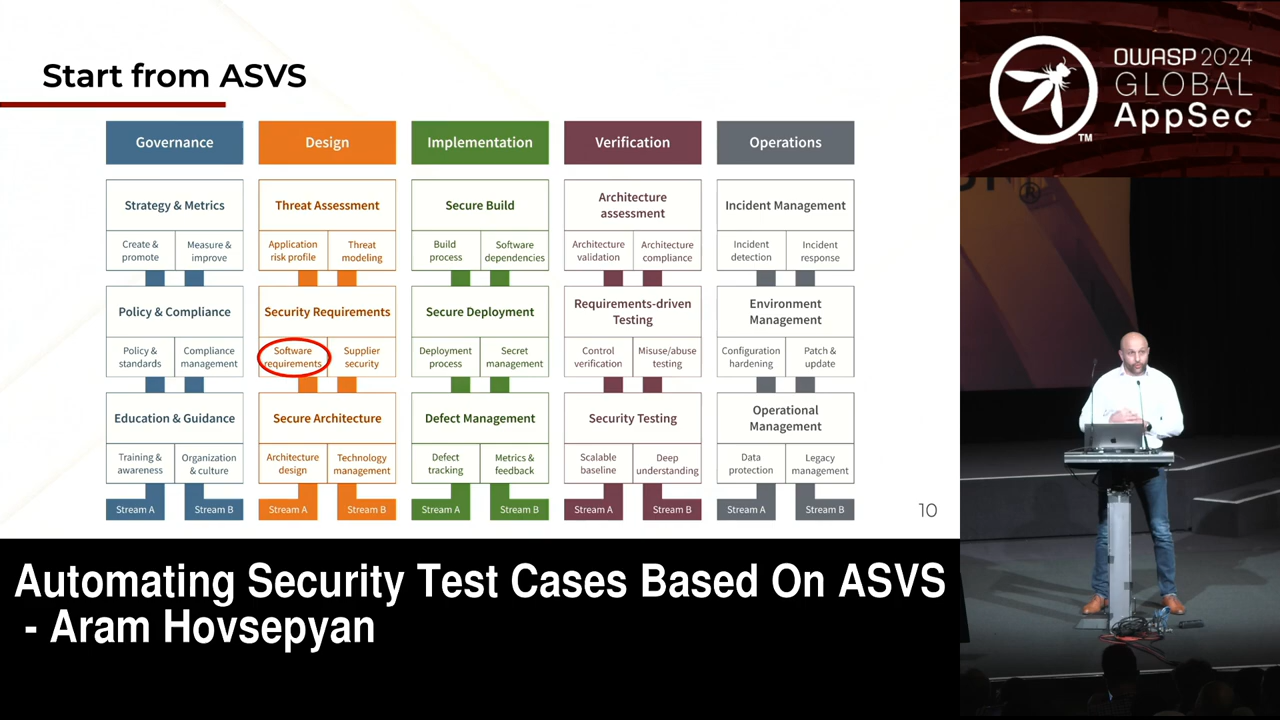 Start from ASVS
Governance
Design
Implementation
Verification
Operations
Strategy & Metrics
Threat Assessment
Secure Build
Architecture
assessment
Incident Management
Create &
promote
Measure &
improve
Application
risk profile
Threat
modeling
Build
process
Software
dependencies
Architecture
validation
Architecture
compliance
Incident
detection
Incident
response
Policy & Compliance
Security Requirements
Secure Deployment
Requirements-driven
Testing
Environment
Management
Policy &
standards
Compliance
management
Software
requirements
Supplier
security
Deployment
process
Secret
management
Control
verification
Misuse/abuse
testing
Configuration
hardening
Patch &
update
Education & Guidance
Secure Architecture
Defect Management
Security Testing
Operational
Management
Training &
awareness
Organization
& culture
Architecture
design
Technology
management
Defect
tracking
Metrics &
feedback
Scalable
baseline
Deep
understanding
Data
protection
Legacy
management
Stream A
Stream B
Stream A
Stream B
Stream A
Stream B
Stream A
Stream B
Stream A
Stream B
10
OWASP 2024
GLOBAL
AppSec
TM
Automating Security Test Cases Based On ASVS
- Aram Hovsepyan